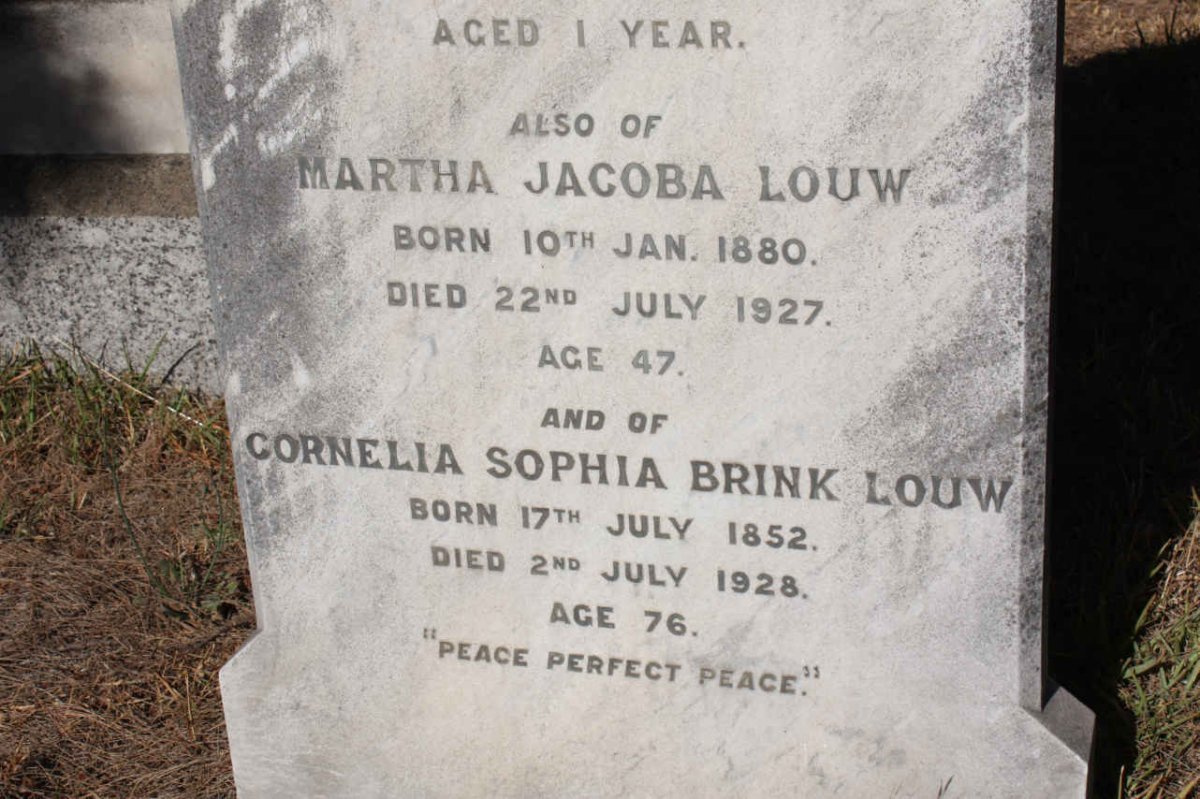 AGED 1 YEAR.
ALSO OF
MARTHA JACOBA LOUW
BORN 10TH JAN. 1880.
DIED 22ND JULY 1927.
AGE 47.
AND OF
CORNELIA SOPHIA BRINK LOUW
BORN 17TH JULY 1852.
DIED 2ND JULY 1928.
AGE 76.
"PEACE PERFECT PEACE."